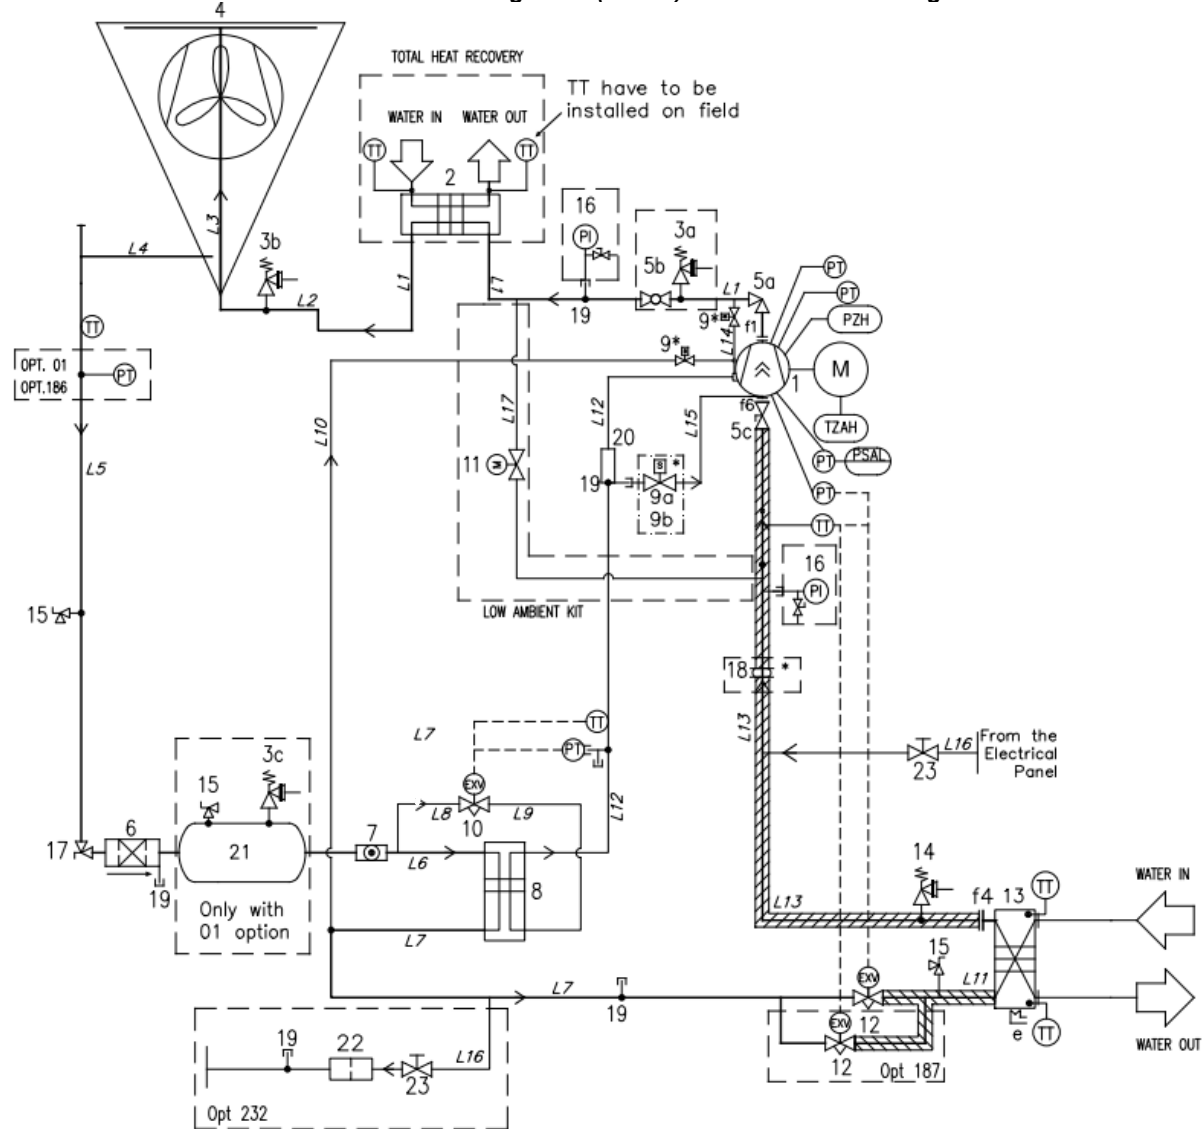 4
TOTAL HEAT RECOVERY
TT have to be
installed on field
WATER IN
WATER OUT
TT
TT
2
16
PI
3a
5b
5a
L1
L1
L1
19
9*
f1
L14
9*
PT
PT
PZH
M
1
TZAH
PT
PSAL
PT
TT
L3
3b
L2
L4
TT
OPT. 01
OPT.186
PT
L5
L10
L17
L12
L15
f6
5c
11
M
20
19
S
*
9a
9b
16
PI
LOW AMBIENT KIT
15
18
*
L13
L7
TT
PT
EXV
L8
L9
10
L12
L16
23
From the
Electrical
Panel
3c
15
6
17
19
21
7
L6
8
Only with
01 option
L7
L13
14
f4
13
TT
WATER IN
15
L11
L7
19
EXV
12
EXV
12
Opt 187
e
TT
WATER OUT
19
22
23
L16
Opt 232